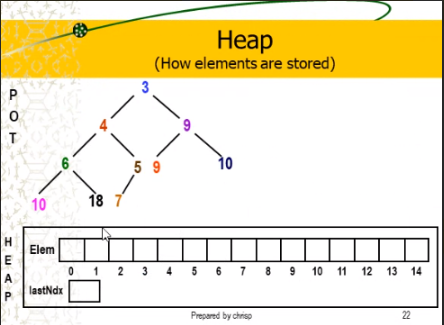 Heap
(How elements are stored)
P
O
T
3
4 9
6 5 9 10
10 18 7
H
E
A
P
Elem
0 1 2 3 4 5 6 7 8 9 10 11 12 13 14
lastNdx
Prepared by chrisp 22